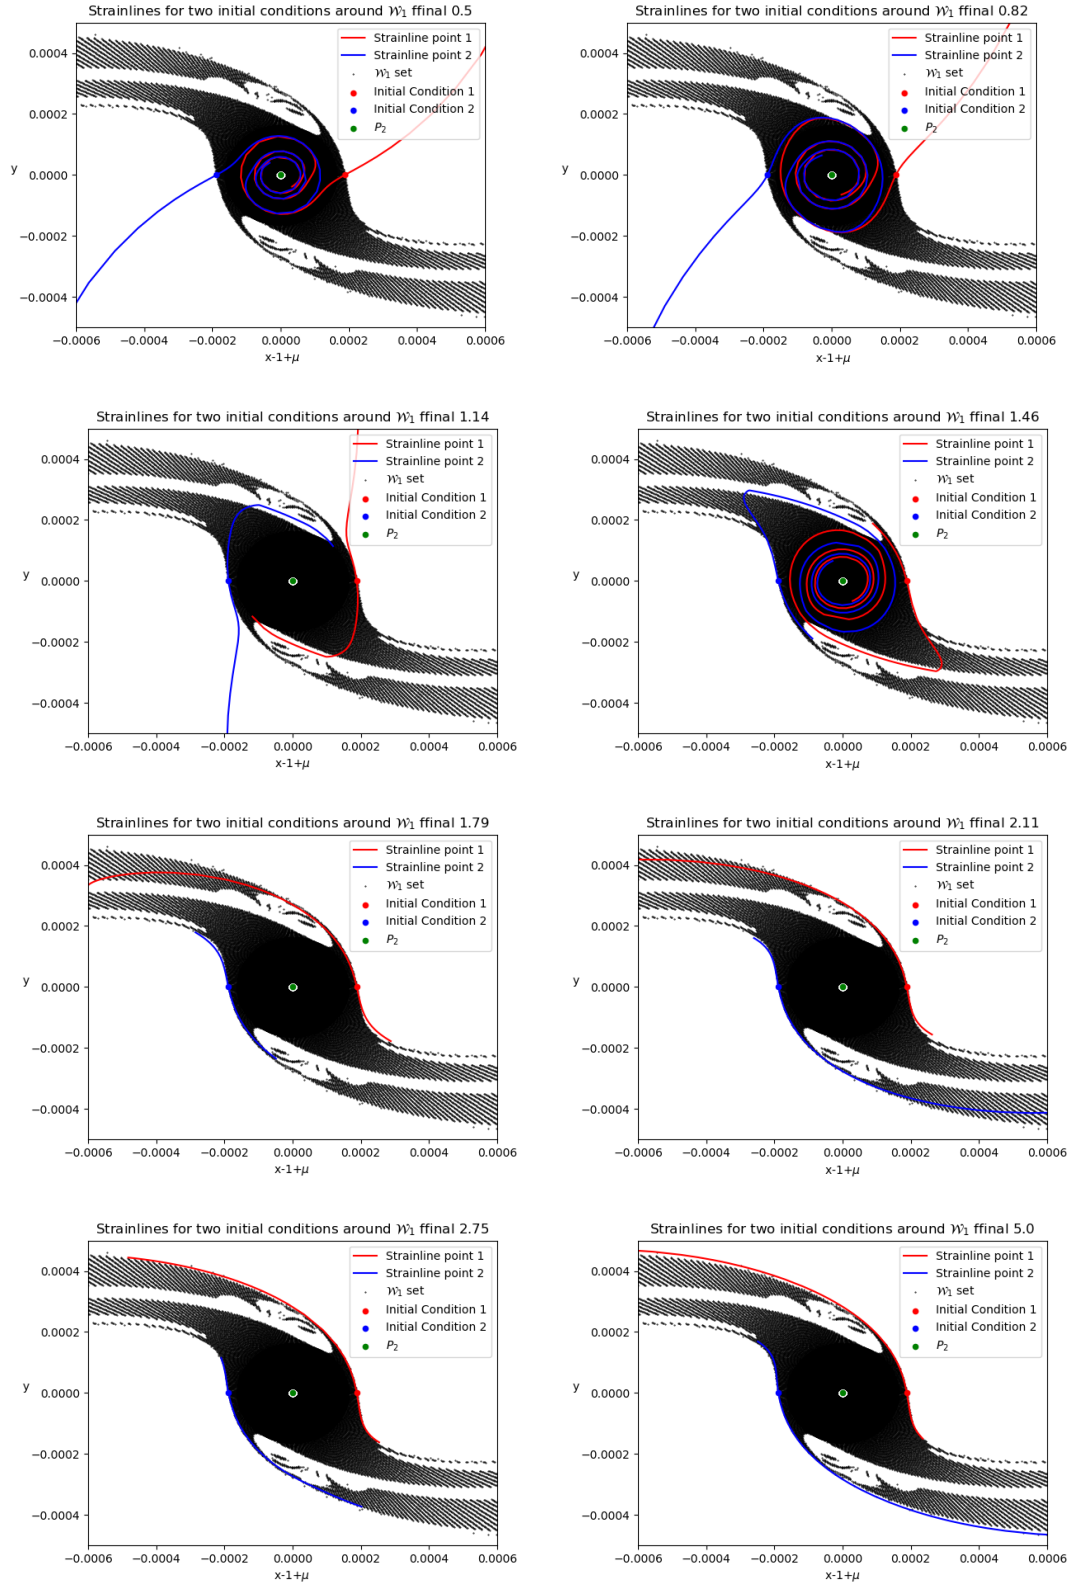 Strainlines for two initial conditions around 𝒲₁ ffinal 0.5
0.0004
0.0002
0.0000
−0.0002
−0.0004
y
Strainline point 1
Strainline point 2
𝒲₁ set
Initial Condition 1
Initial Condition 2
P₂
−0.0006 −0.0004 −0.0002 0.0000 0.0002 0.0004 0.0006
x-1+μ
Strainlines for two initial conditions around 𝒲₁ ffinal 0.82
0.0004
0.0002
0.0000
−0.0002
−0.0004
y
Strainline point 1
Strainline point 2
𝒲₁ set
Initial Condition 1
Initial Condition 2
P₂
−0.0006 −0.0004 −0.0002 0.0000 0.0002 0.0004 0.0006
x-1+μ
Strainlines for two initial conditions around 𝒲₁ ffinal 1.14
0.0004
0.0002
0.0000
−0.0002
−0.0004
y
Strainline point 1
Strainline point 2
𝒲₁ set
Initial Condition 1
Initial Condition 2
P₂
−0.0006 −0.0004 −0.0002 0.0000 0.0002 0.0004 0.0006
x-1+μ
Strainlines for two initial conditions around 𝒲₁ ffinal 1.46
0.0004
0.0002
0.0000
−0.0002
−0.0004
y
Strainline point 1
Strainline point 2
𝒲₁ set
Initial Condition 1
Initial Condition 2
P₂
−0.0006 −0.0004 −0.0002 0.0000 0.0002 0.0004 0.0006
x-1+μ
Strainlines for two initial conditions around 𝒲₁ ffinal 1.79
0.0004
0.0002
0.0000
−0.0002
−0.0004
y
Strainline point 1
Strainline point 2
𝒲₁ set
Initial Condition 1
Initial Condition 2
P₂
−0.0006 −0.0004 −0.0002 0.0000 0.0002 0.0004 0.0006
x-1+μ
Strainlines for two initial conditions around 𝒲₁ ffinal 2.11
0.0004
0.0002
0.0000
−0.0002
−0.0004
y
Strainline point 1
Strainline point 2
𝒲₁ set
Initial Condition 1
Initial Condition 2
P₂
−0.0006 −0.0004 −0.0002 0.0000 0.0002 0.0004 0.0006
x-1+μ
Strainlines for two initial conditions around 𝒲₁ ffinal 2.75
0.0004
0.0002
0.0000
−0.0002
−0.0004
y
Strainline point 1
Strainline point 2
𝒲₁ set
Initial Condition 1
Initial Condition 2
P₂
−0.0006 −0.0004 −0.0002 0.0000 0.0002 0.0004 0.0006
x-1+μ
Strainlines for two initial conditions around 𝒲₁ ffinal 5.0
0.0004
0.0002
0.0000
−0.0002
−0.0004
y
Strainline point 1
Strainline point 2
𝒲₁ set
Initial Condition 1
Initial Condition 2
P₂
−0.0006 −0.0004 −0.0002 0.0000 0.0002 0.0004 0.0006
x-1+μ